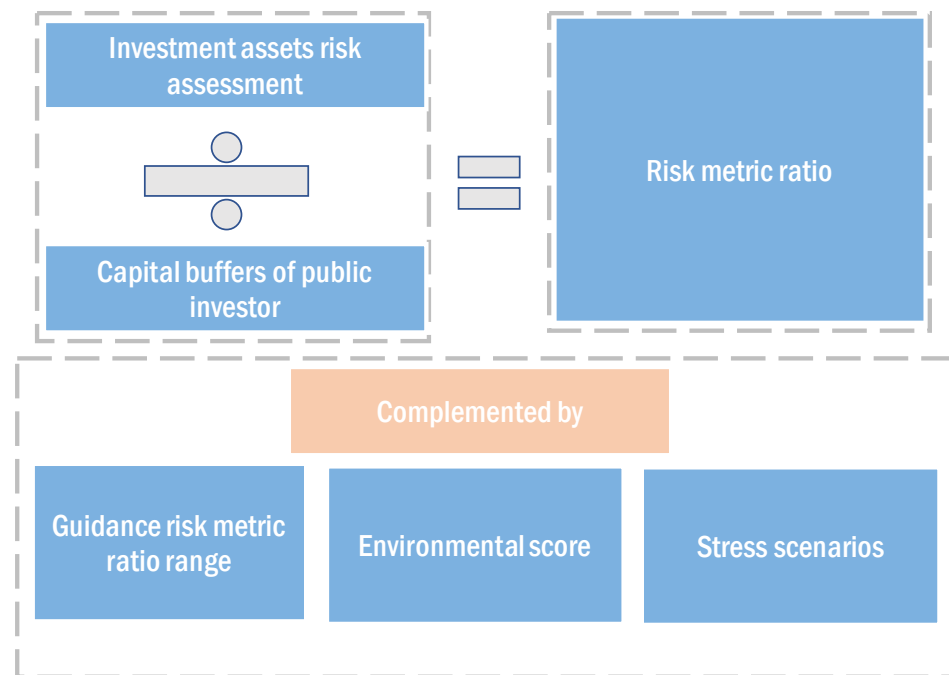 Investment assets risk
assessment
Risk metric ratio
Capital buffers of public
investor
Complemented by
Guidance risk metric
ratio range
Environmental score
Stress scenarios